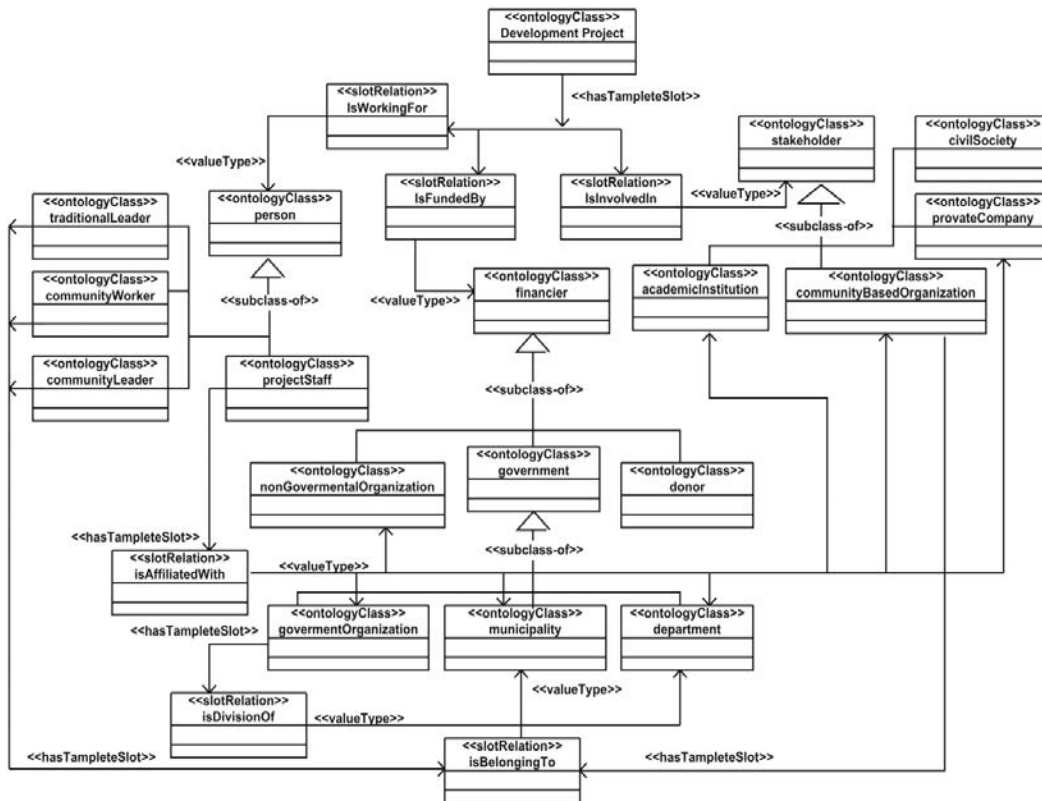 <<ontologyClass>>
Development Project
<<hasTampleteSlot>>
<<slotRelation>>
IsWorkingFor
<<valueType>>
<<ontologyClass>>
stakeholder
<<ontologyClass>>
civilSociety
<<slotRelation>>
IsFundedBy
<<slotRelation>>
IsInvolvedIn
<<valueType>>
<<ontologyClass>>
traditionalLeader
<<ontologyClass>>
person
<<ontologyClass>>
provateCompany
<<subclass-of>>
<<ontologyClass>>
communityWorker
<<subclass-of>>
<<valueType>>
<<ontologyClass>>
financier
<<ontologyClass>>
academicInstitution
<<ontologyClass>>
communityBasedOrganization
<<ontologyClass>>
communityLeader
<<ontologyClass>>
projectStaff
<<subclass-of>>
<<ontologyClass>>
nonGovermentalOrganization
<<ontologyClass>>
government
<<ontologyClass>>
donor
<<hasTampleteSlot>>
<<subclass-of>>
<<slotRelation>>
isAffiliatedWith
<<valueType>>
<<ontologyClass>>
govermentOrganization
<<ontologyClass>>
municipality
<<ontologyClass>>
department
<<hasTampleteSlot>>
<<slotRelation>>
isDivisionOf
<<valueType>>
<<valueType>>
<<hasTampleteSlot>>
<<slotRelation>>
isBelongingTo
<<hasTampleteSlot>>